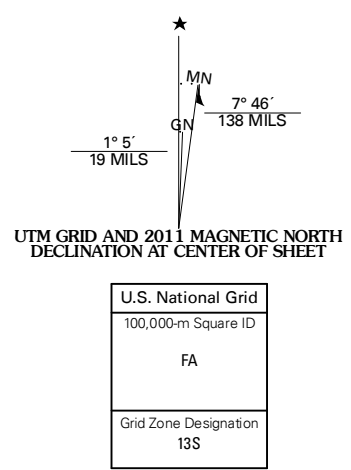 ★
MN
GN
7° 46´
138 MILS
1° 5´
19 MILS
UTM GRID AND 2011 MAGNETIC NORTH
DECLINATION AT CENTER OF SHEET
U.S. National Grid
100,000-m Square ID
FA
Grid Zone Designation
13S